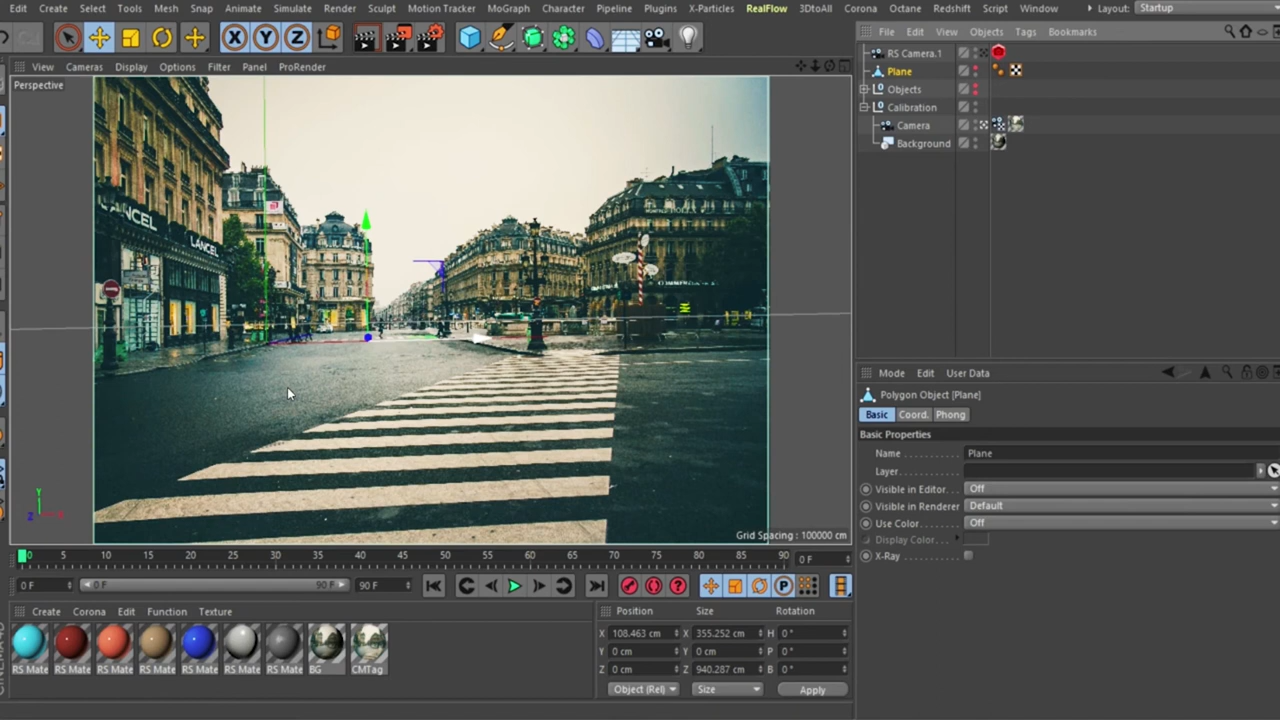 Edit Create Select Tools Mesh Snap Animate Simulate Render Sculpt Motion Tracker MoGraph Character Pipeline Plugins X-Particles RealFlow 3DtoAll Corona Octane Redshift Script Window Layout: Startup
X Y Z
File Edit View Objects Tags Bookmarks
View Cameras Display Options Filter Panel ProRender
Perspective
RS Camera.1
Plane
Objects
Calibration
Camera
Background
LANCEL
LANCEL
Y
Z
Grid Spacing : 100000 cm
Mode Edit User Data
Polygon Object [Plane]
Basic Coord. Phong
Basic Properties
Name Plane
Layer
Visible in Editor Off
Visible in Renderer Default
Use Color Off
Display Color
X-Ray
0 5 10 15 20 25 30 35 40 45 50 55 60 65 70 75 80 85 90 0 F
0 F 0 F 90 F 90 F
Create Corona Edit Function Texture
RS Mate RS Mate RS Mate RS Mate RS Mate RS Mate RS Mate BG CMTag
Position Size Rotation
X 108.463 cm X 355.252 cm H 0 °
Y 0 cm Y 0 cm P 0 °
Z 0 cm Z 940.287 cm B 0 °
Object (Rel) Size Apply
CINEMA 4D